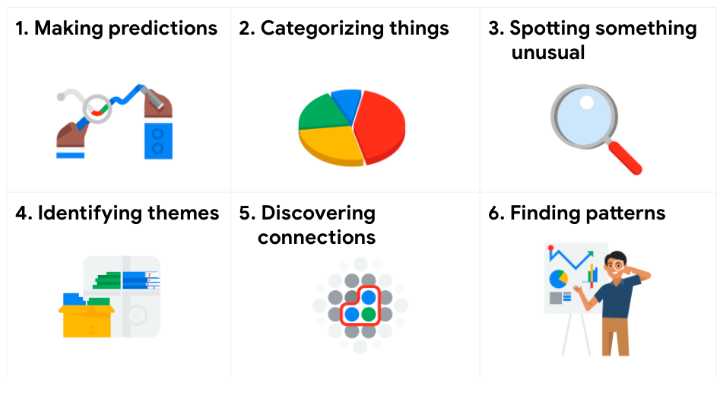 1. Making predictions
2. Categorizing things
3. Spotting something
unusual
4. Identifying themes
5. Discovering
connections
6. Finding patterns